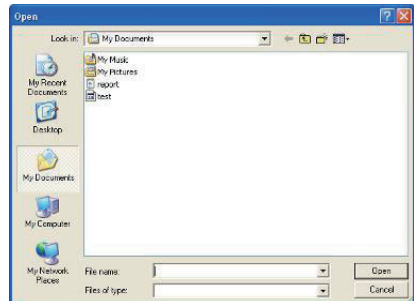 Open
Look in: My Documents
My Recent
Documents
Desktop
My Documents
My Computer
My Network
Places
My Music
My Pictures
report
test
File name: Open
Files of type: Cancel